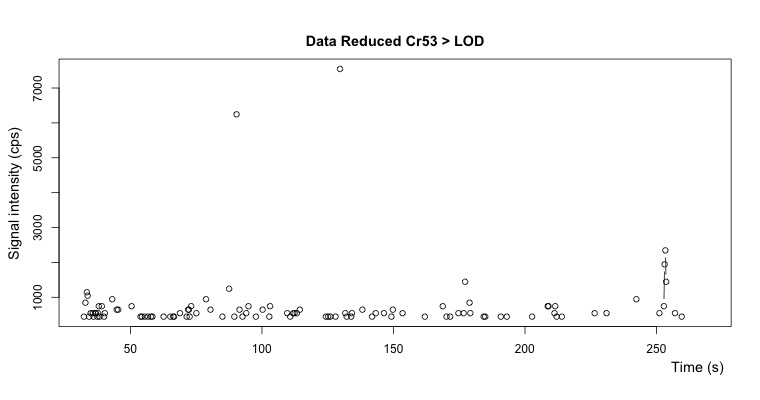 Data Reduced Cr53 > LOD
Signal intensity (cps)
7000
5000
3000
1000
50 100 150 200 250
Time (s)